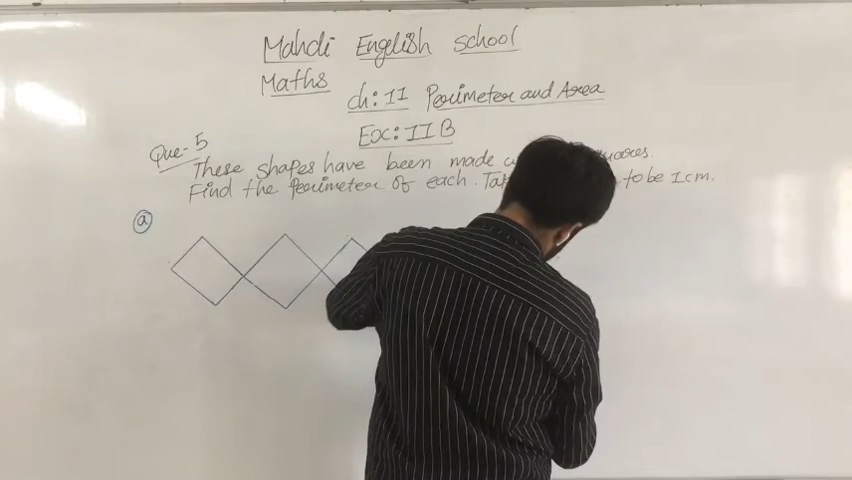 Mahdi English school
Maths
Ch: 11 Perimeter and Area
Ex: 11 B
Que- 5
These shapes have been made
Find the Perimeter of each. to be 1cm.
a